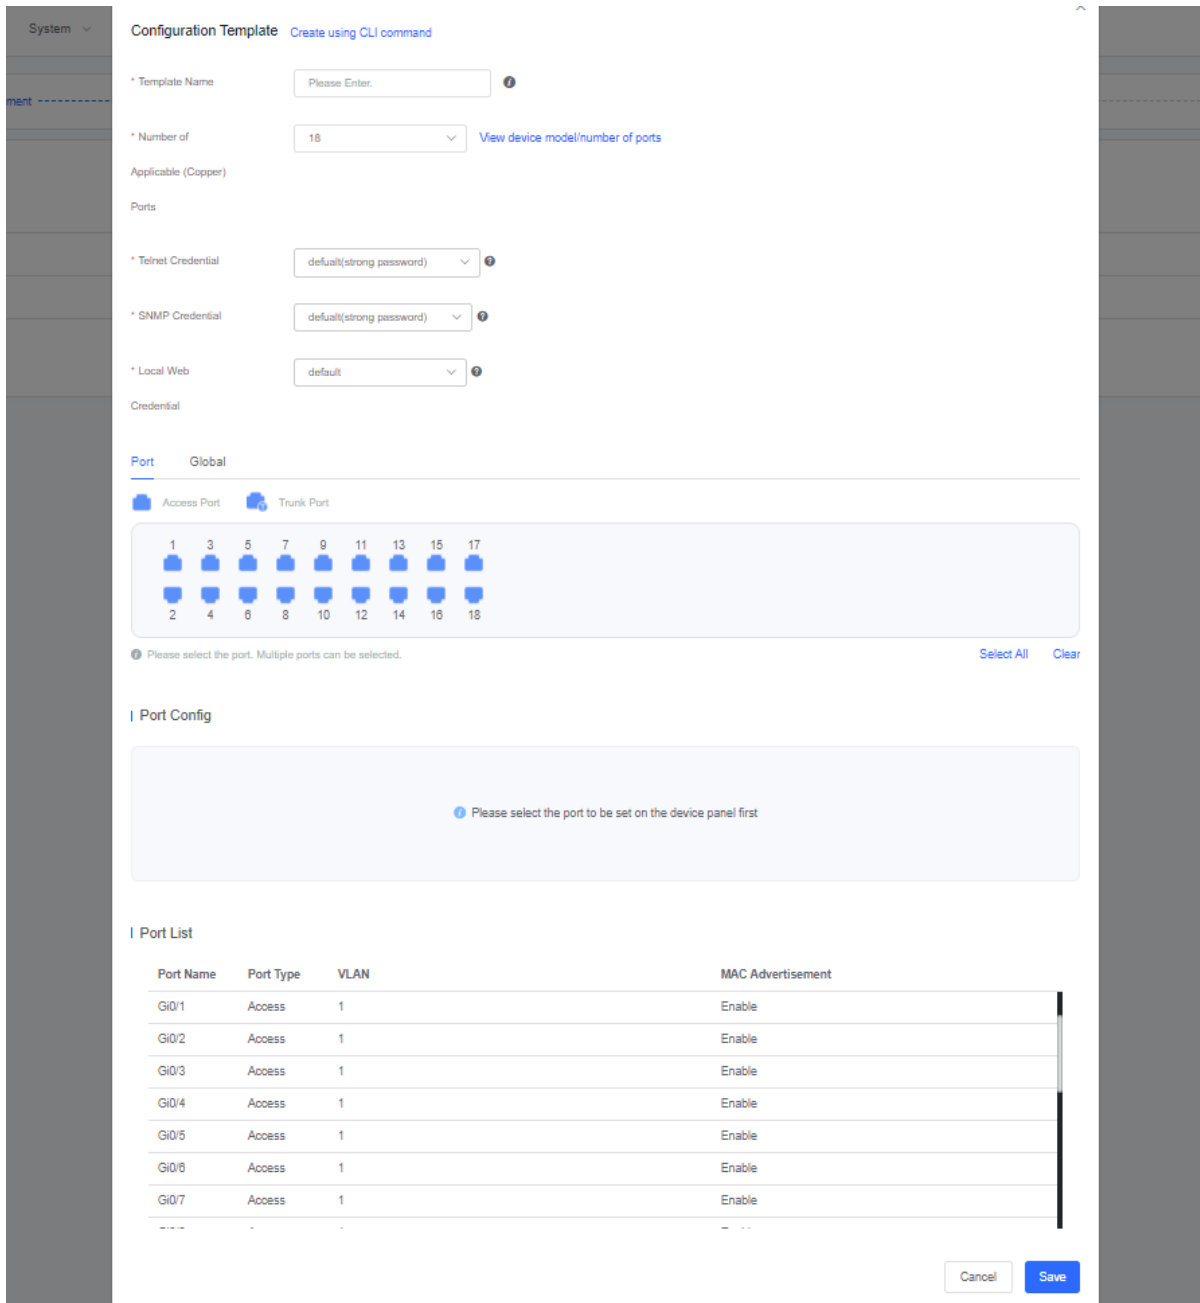 System
Configuration Template Create using CLI command
* Template Name Please Enter.
ment
* Number of 18 View device model/number of ports
Applicable (Copper)
Ports
* Telnet Credential defualt(strong password)
* SNMP Credential defualt(strong password)
* Local Web default
Credential
Port Global
Access Port Trunk Port
1 3 5 7 9 11 13 15 17
2 4 6 8 10 12 14 16 18
Please select the port. Multiple ports can be selected. Select All Clear
Port Config
Please select the port to be set on the device panel first
Port List
Port Name Port Type VLAN MAC Advertisement
Gi0/1 Access 1 Enable
Gi0/2 Access 1 Enable
Gi0/3 Access 1 Enable
Gi0/4 Access 1 Enable
Gi0/5 Access 1 Enable
Gi0/6 Access 1 Enable
Gi0/7 Access 1 Enable
Cancel Save